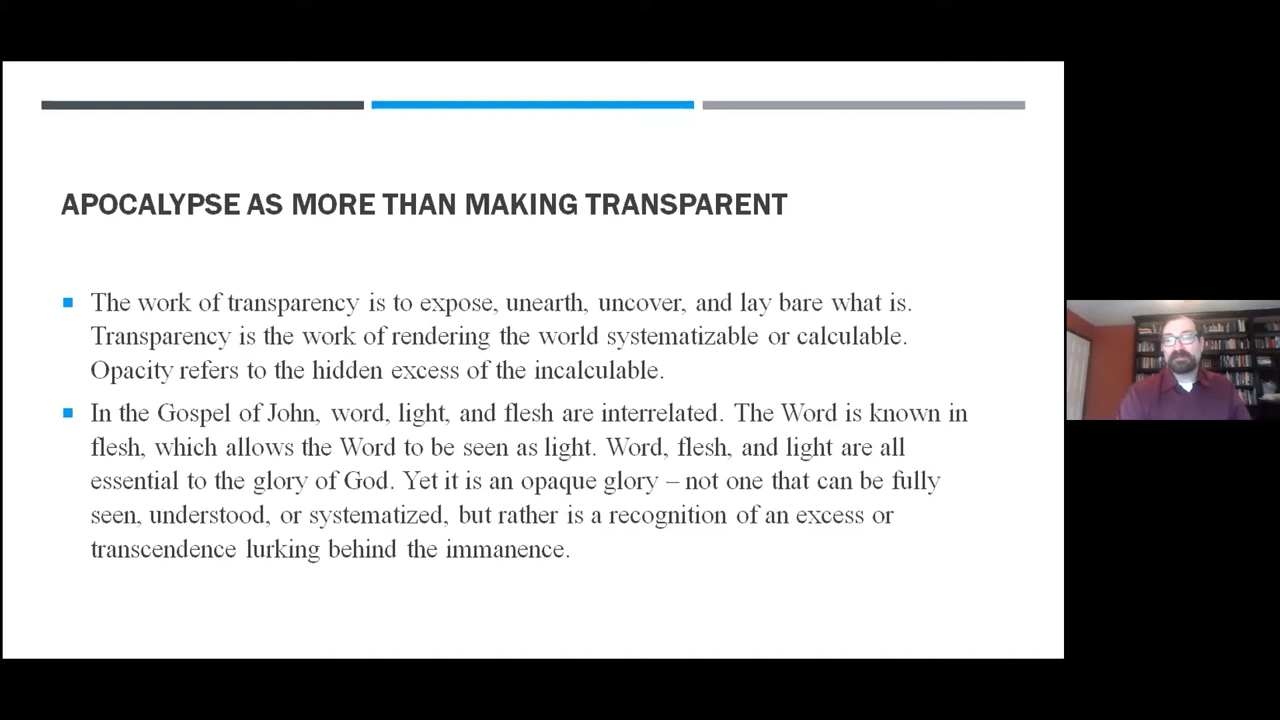 APOCALYPSE AS MORE THAN MAKING TRANSPARENT
The work of transparency is to expose, unearth, uncover, and lay bare what is.
Transparency is the work of rendering the world systematizable or calculable.
Opacity refers to the hidden excess of the incalculable.
In the Gospel of John, word, light, and flesh are interrelated. The Word is known in
flesh, which allows the Word to be seen as light. Word, flesh, and light are all
essential to the glory of God. Yet it is an opaque glory – not one that can be fully
seen, understood, or systematized, but rather is a recognition of an excess or
transcendence lurking behind the immanence.